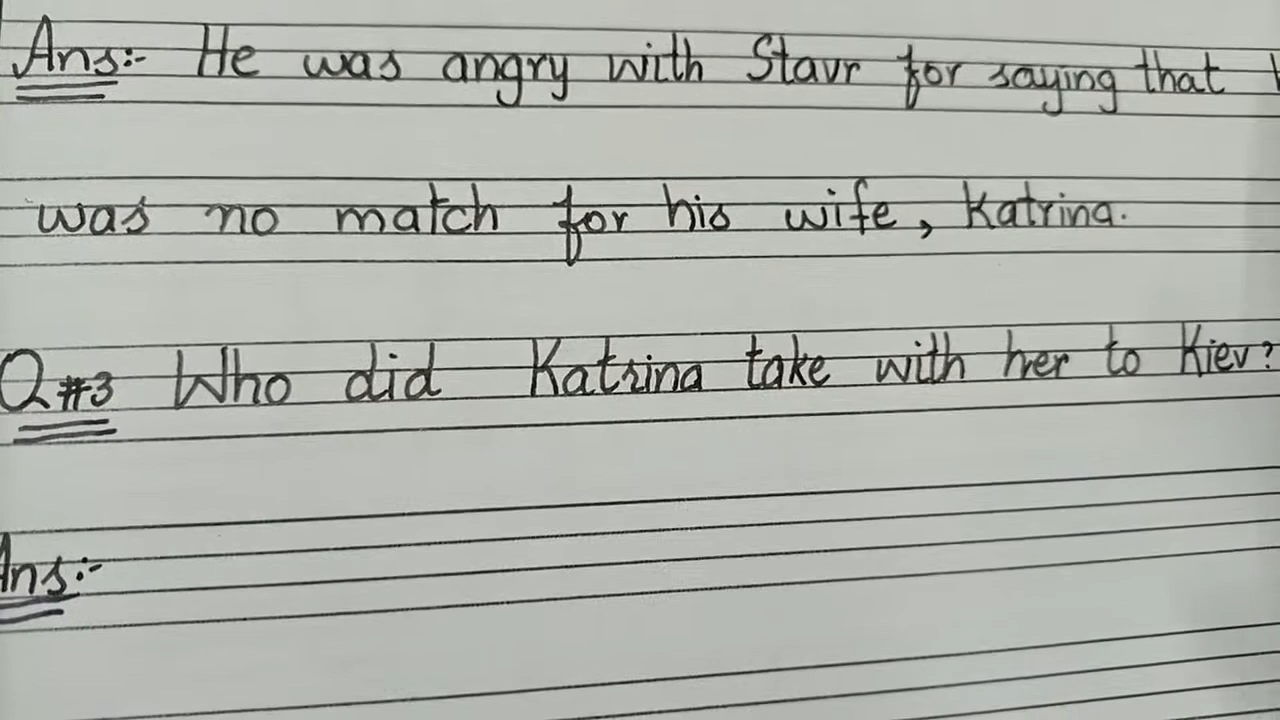 Ans:- He was angry with Stavr for saying that
was no match for his wife, Katrina.
Q#3 Who did Katrina take with her to Kiev?
Ans:-